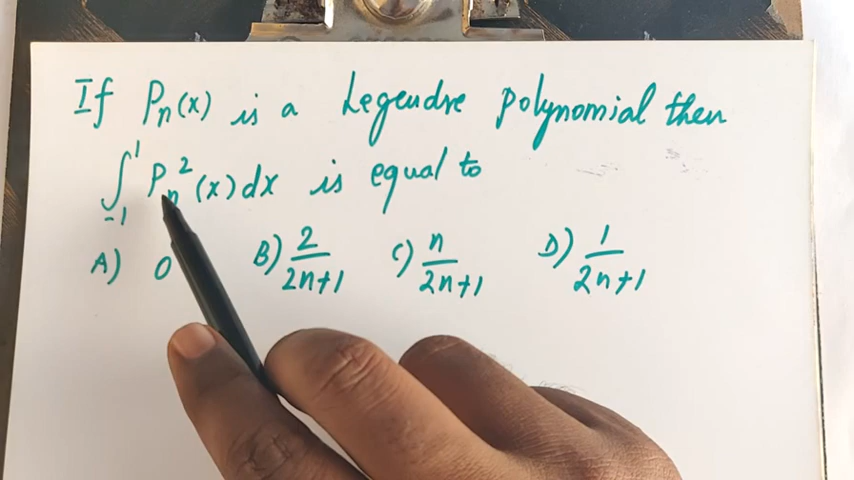 If Pₙ(x) is a Legendre polynomial then
∫₋₁¹ Pₙ²(x)dx is equal to
A) 0 B) 2/(2n+1) C) n/(2n+1) D) 1/(2n+1)